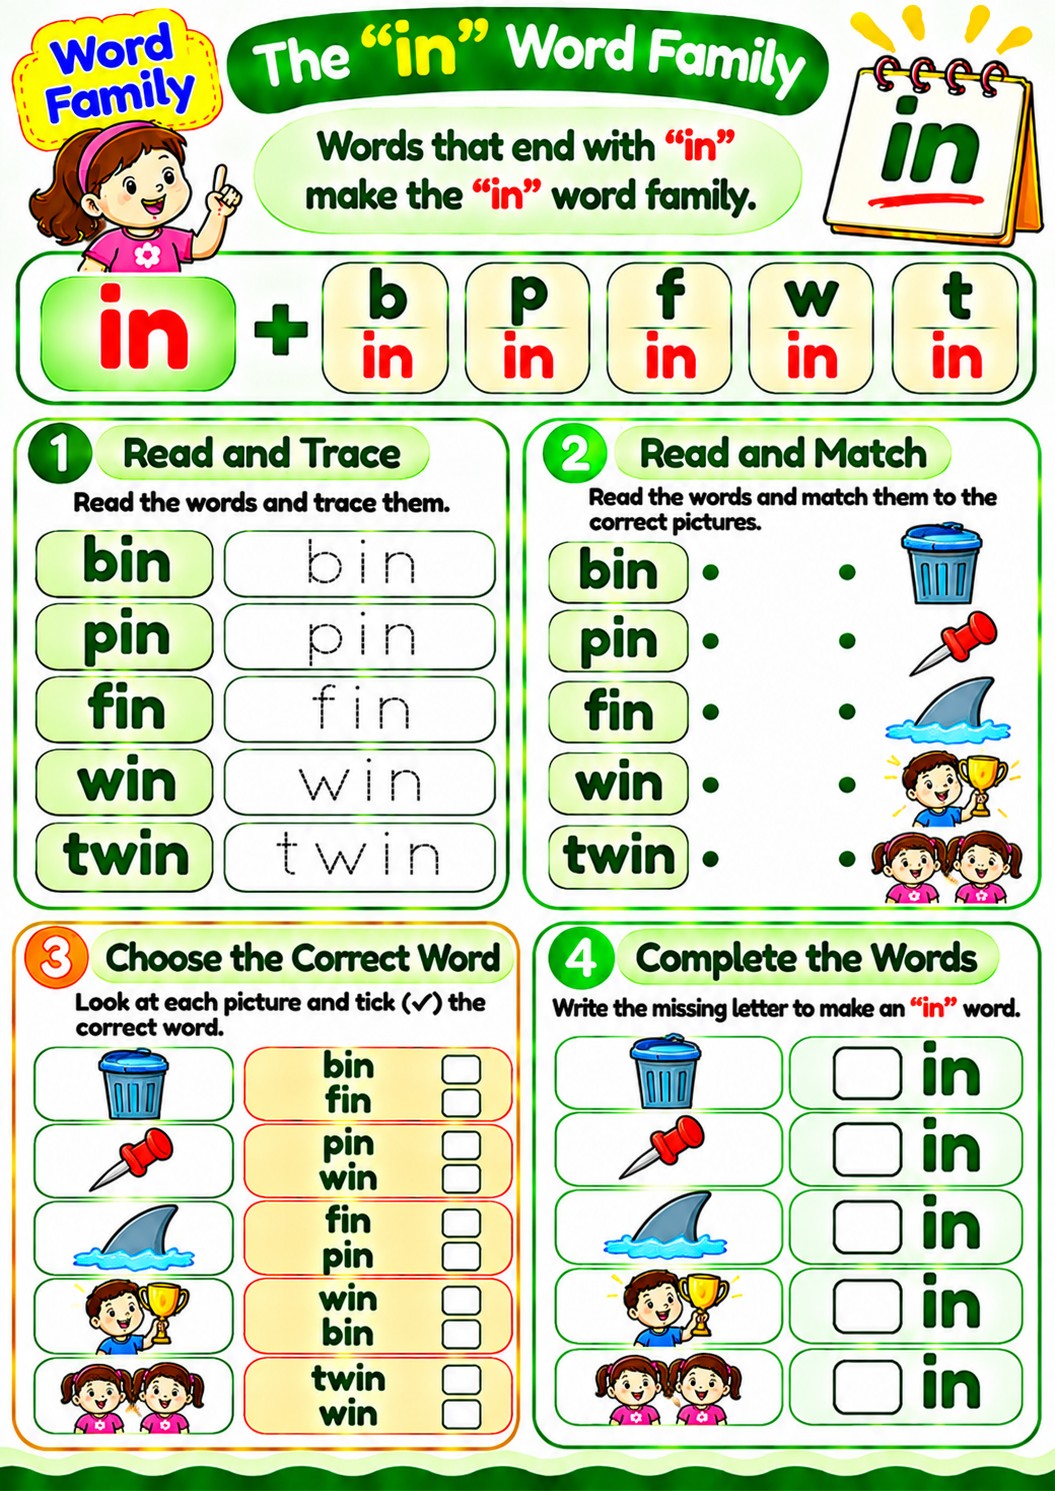 Word
Family
The “in” Word Family
in
Words that end with “in”
make the “in” word family.
in + b p f w t
in in in in in
1 Read and Trace
Read the words and trace them.
bin bin
pin pin
fin fin
win win
twin twin
2 Read and Match
Read the words and match them to the
correct pictures.
bin
pin
fin
win
twin
3 Choose the Correct Word
Look at each picture and tick (✓) the
correct word.
bin
fin
pin
win
fin
pin
win
bin
twin
win
4 Complete the Words
Write the missing letter to make an “in” word.
in
in
in
in
in